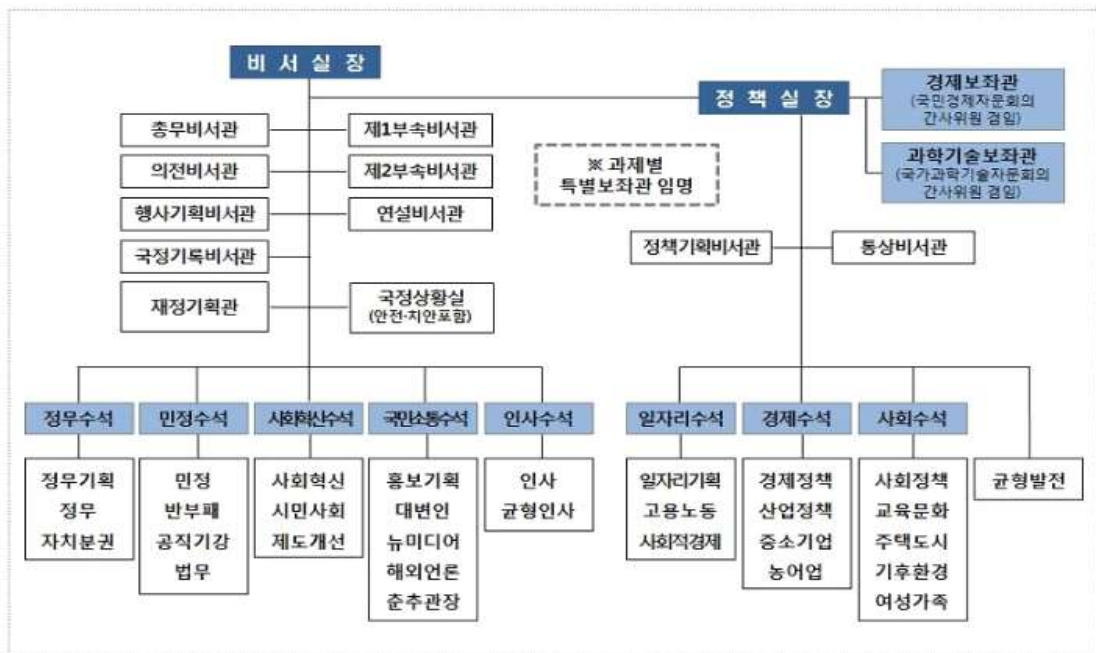 비 서 실 장
정 책 실 장
경제보좌관
(국민경제자문회의
간사위원 겸임)
과학기술보좌관
(국가과학기술자문회의
간사위원 겸임)
총무비서관
제1부속비서관
의전비서관
제2부속비서관
행사기획비서관
연설비서관
국정기록비서관
재정기획관
국정상황실
(안전·치안포함)
※ 과제별
특별보좌관 임명
정책기획비서관
통상비서관
정무수석
민정수석
사회혁신수석
국민소통수석
인사수석
일자리수석
경제수석
사회수석
정무기획
정무
자치분권
민정
반부패
공직기강
법무
사회혁신
시민사회
제도개선
홍보기획
대변인
뉴미디어
해외언론
춘추관장
인사
균형인사
일자리기획
고용노동
사회적경제
경제정책
산업정책
중소기업
농어업
사회정책
교육문화
주택도시
기후환경
여성가족
균형발전